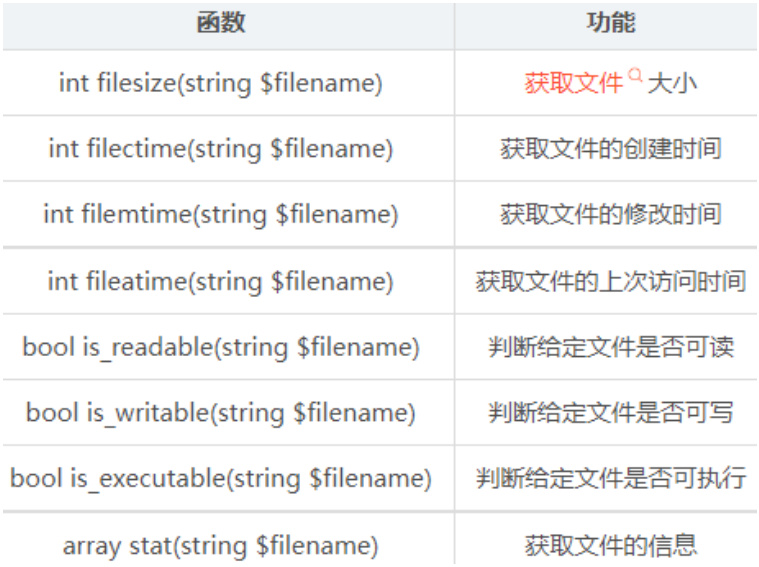 函数 功能
int filesize(string $filename) 获取文件大小
int filectime(string $filename) 获取文件的创建时间
int filemtime(string $filename) 获取文件的修改时间
int fileatime(string $filename) 获取文件的上次访问时间
bool is_readable(string $filename) 判断给定文件是否可读
bool is_writable(string $filename) 判断给定文件是否可写
bool is_executable(string $filename) 判断给定文件是否可执行
array stat(string $filename) 获取文件的信息